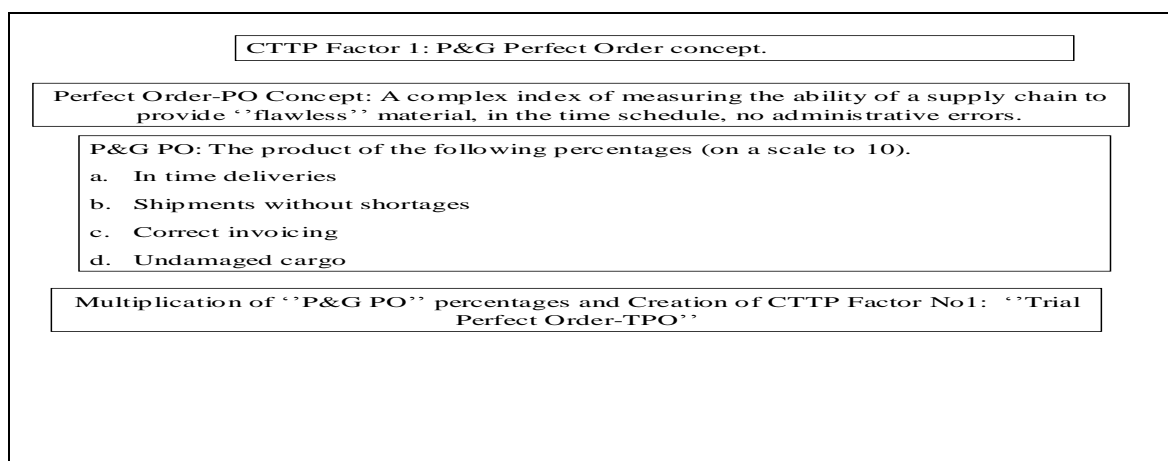 CTTP Factor 1: P&G Perfect Order concept.
Perfect Order-PO Concept: A complex index of measuring the ability of a supply chain to
provide ‘’flawless’’ material, in the time schedule, no administrative errors.
P&G PO: The product of the following percentages (on a scale to 10).
a. In time deliveries
b. Shipments without shortages
c. Correct invoicing
d. Undamaged cargo
Multiplication of ‘’P&G PO’’ percentages and Creation of CTTP Factor No1: ‘’Trial
Perfect Order-TPO’’